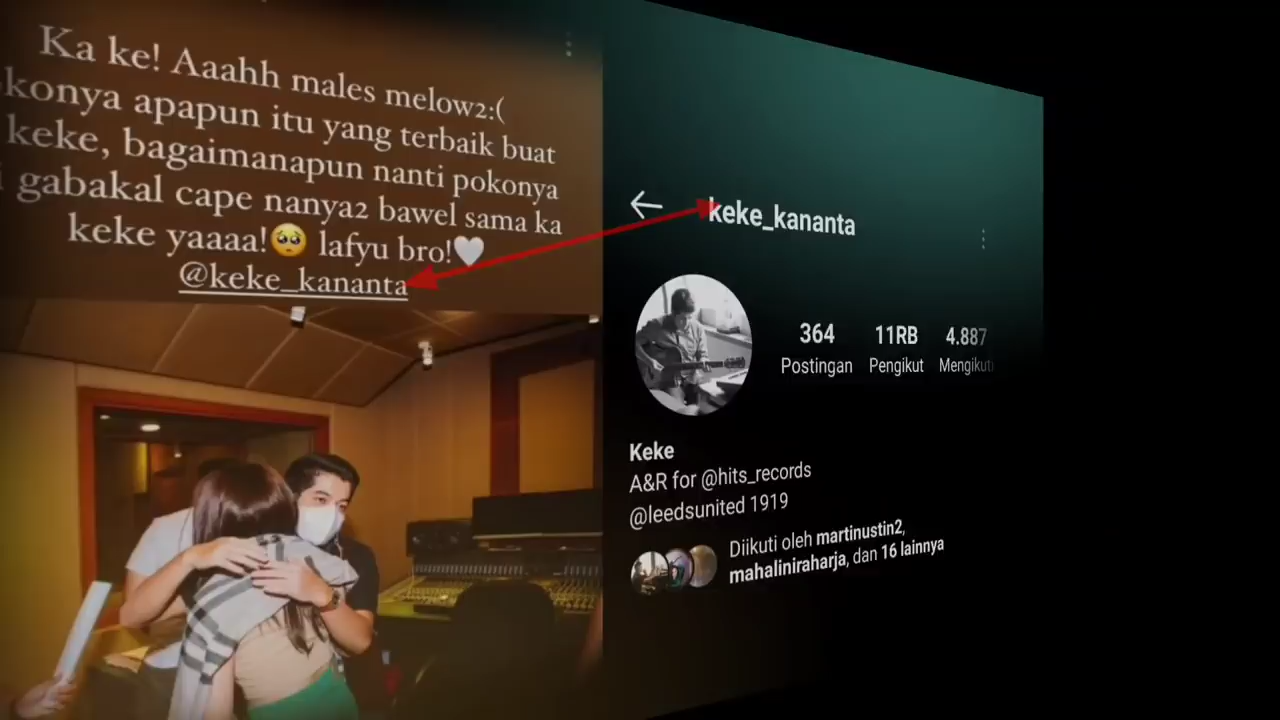 Ka ke! Aaahh males melow2:(
konya apapun itu yang terbaik buat
keke, bagaimanapun nanti pokonya
gabakal cape nanya2 bawel sama ka
keke yaaaa!🥺 lafyu bro!🤍
@keke_kananta
keke_kananta
364
11RB
4.887
Postingan
Pengikut
Mengikuti
Keke
A&R for @hits_records
@leedsunited 1919
Diikuti oleh martinustin2,
mahaliniraharja, dan 16 lainnya